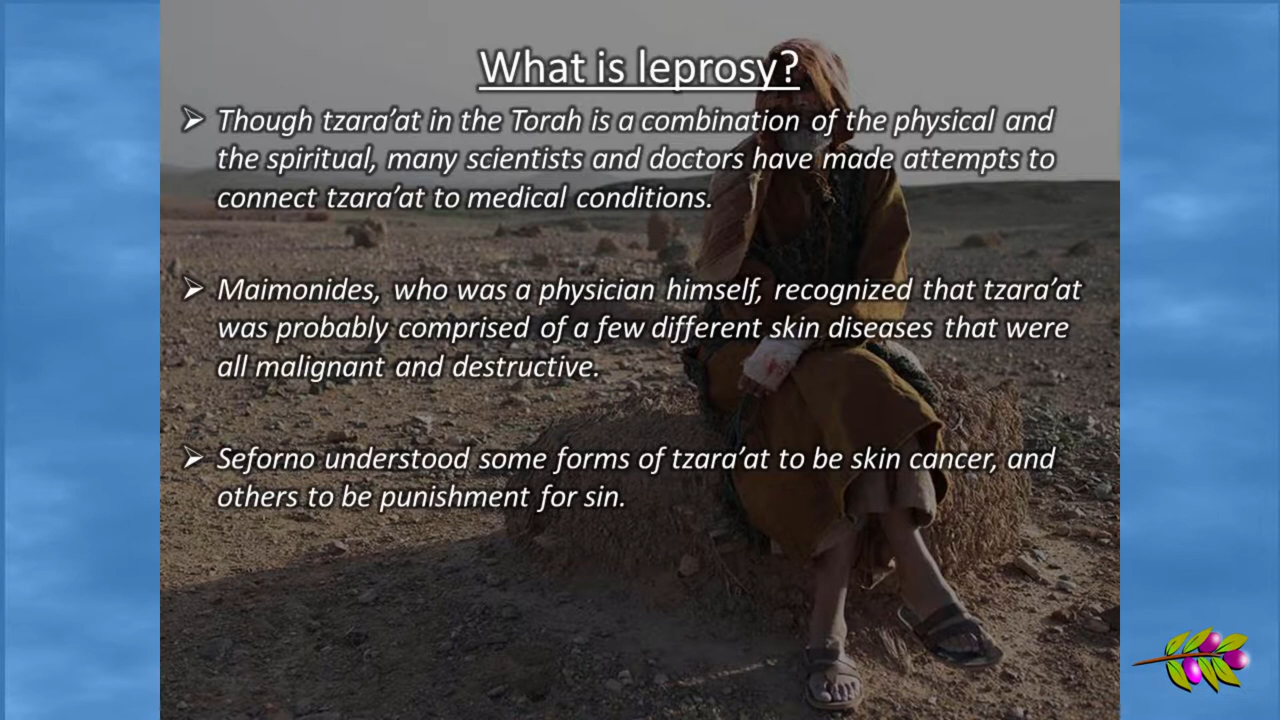 What is leprosy?
➢ Though tzara’at in the Torah is a combination of the physical and
the spiritual, many scientists and doctors have made attempts to
connect tzara’at to medical conditions.
➢ Maimonides, who was a physician himself, recognized that tzara’at
was probably comprised of a few different skin diseases that were
all malignant and destructive.
➢ Seforno understood some forms of tzara’at to be skin cancer, and
others to be punishment for sin.